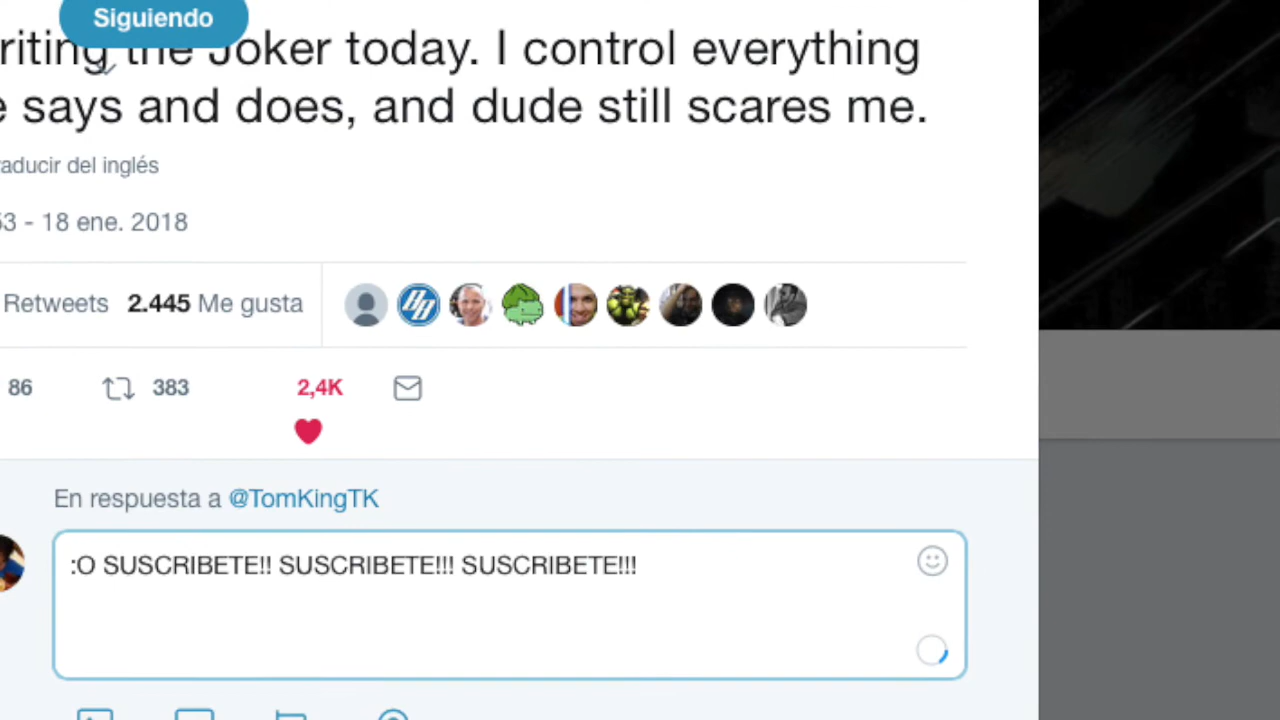 Siguiendo
riting the Joker today. I control everything
e says and does, and dude still scares me.
raducir del inglés
53 - 18 ene. 2018
Retweets 2.445 Me gusta
86 383 2,4K
En respuesta a @TomKingTK
:O SUSCRIBETE!! SUSCRIBETE!!! SUSCRIBETE!!!